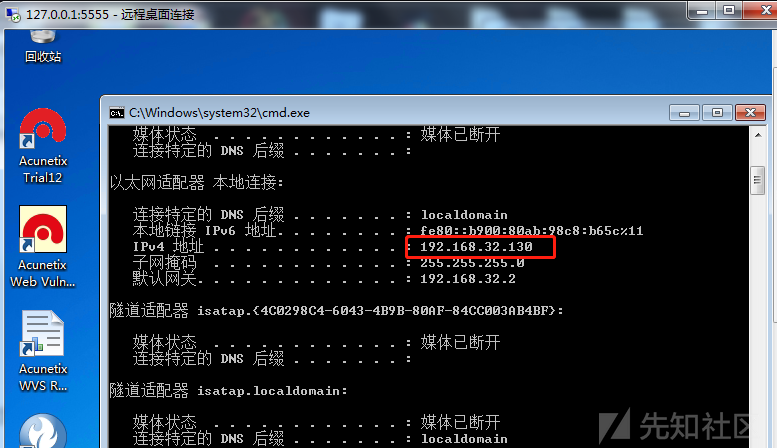 127.0.0.1:5555 - 远程桌面连接
回收站
Acunetix
Trial12
Acunetix
Web Vuln...
Acunetix
WVS R...
C:\Windows\system32\cmd.exe
媒体状态 . . . . . . . . . . . . : 媒体已断开
连接特定的 DNS 后缀 . . . . . . . :
以太网适配器 本地连接:
连接特定的 DNS 后缀 . . . . . . . : localdomain
本地链接 IPv6 地址. . . . . . . . : fe80::b900:80ab:98c8:b65c%11
IPv4 地址 . . . . . . . . . . . . : 192.168.32.130
子网掩码 . . . . . . . . . . . . : 255.255.255.0
默认网关. . . . . . . . . . . . . : 192.168.32.2
隧道适配器 isatap.{4C0298C4-6043-4B9B-80AF-84CC003AB4BF}:
媒体状态 . . . . . . . . . . . . : 媒体已断开
连接特定的 DNS 后缀 . . . . . . . :
隧道适配器 isatap.localdomain:
媒体状态 . . . . . . . . . . . . : 媒体已断开
连接特定的 DNS 后缀 . . . . . . . : localdomain
先知社区